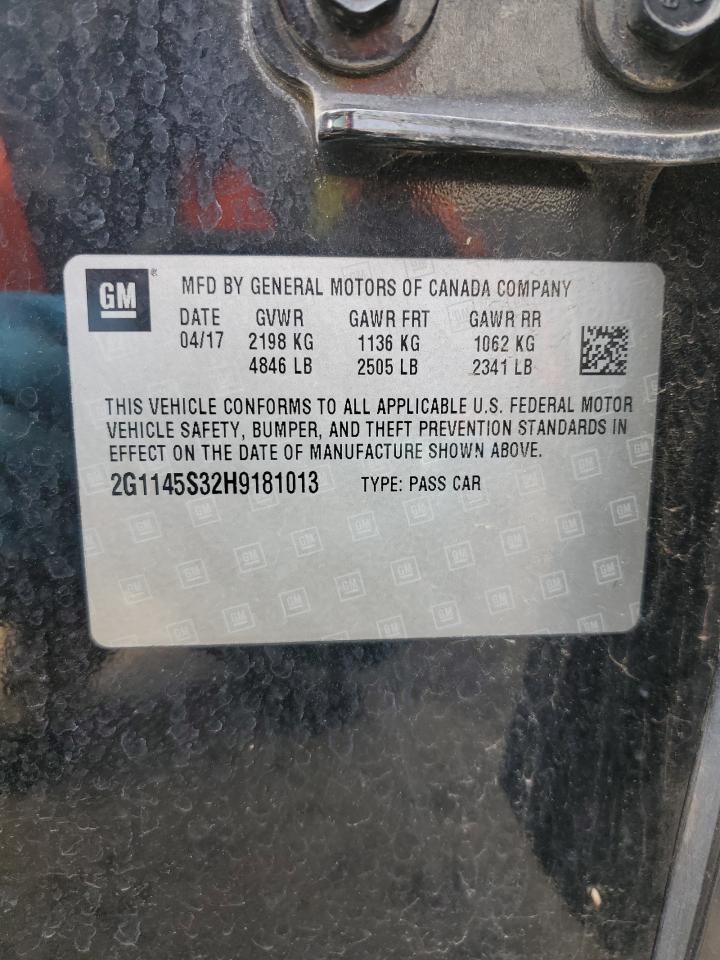 GM ® MFD BY GENERAL MOTORS OF CANADA COMPANY
DATE GVWR GAWR FRT GAWR RR
04/17 2198 KG 1136 KG 1062 KG
4846 LB 2505 LB 2341 LB
THIS VEHICLE CONFORMS TO ALL APPLICABLE U.S. FEDERAL MOTOR
VEHICLE SAFETY, BUMPER, AND THEFT PREVENTION STANDARDS IN
EFFECT ON THE DATE OF MANUFACTURE SHOWN ABOVE.
2G1145S32H9181013 TYPE: PASS CAR